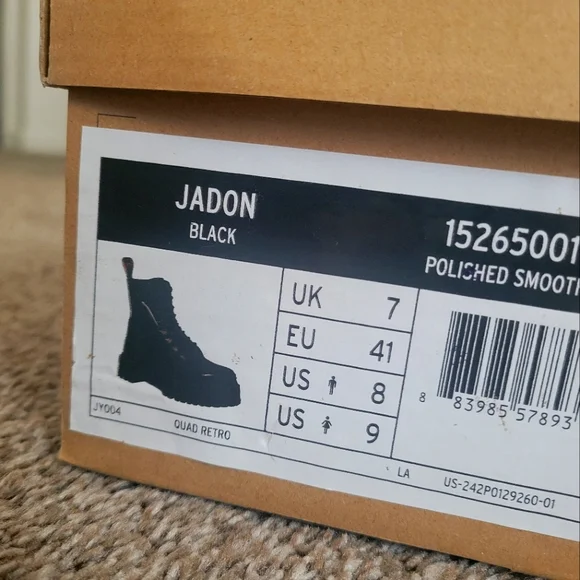 JADON
BLACK
15265001
POLISHED SMOOTH
UK 7
EU 41
US 8
US 9
8 83985 57893
JY004
QUAD RETRO
LA
US-242P0129260-01